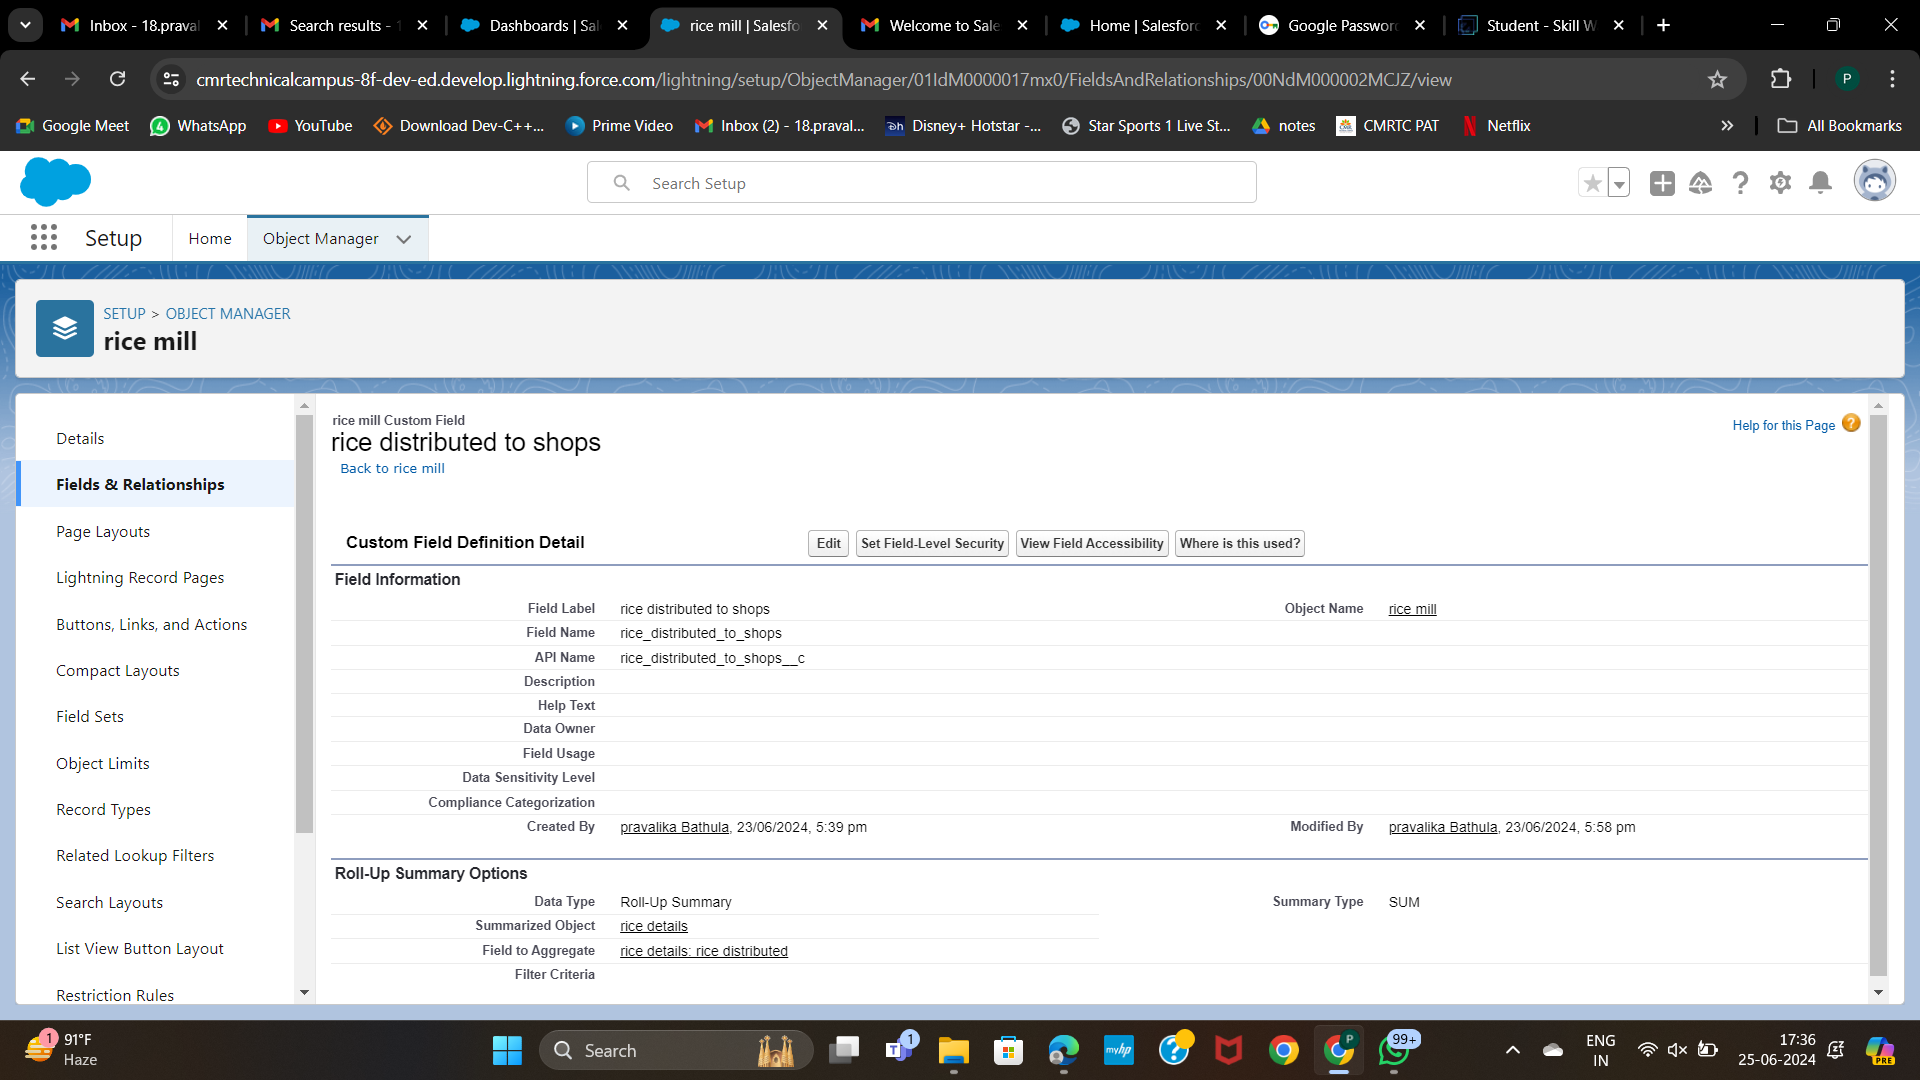 Inbox - 18.praval
Search results - 1
Dashboards | Sal
rice mill | Salesfo
Welcome to Sale
Home | Salesforc
Google Password
Student - Skill W
cmrtechnicalcampus-8f-dev-ed.develop.lightning.force.com/lightning/setup/ObjectManager/01IdM0000017mx0/FieldsAndRelationships/00NdM000002MCJZ/view
P
Google Meet
WhatsApp
YouTube
Download Dev-C++...
Prime Video
Inbox (2) - 18.praval...
Disney+ Hotstar -...
Star Sports 1 Live St...
notes
CMRTC PAT
Netflix
All Bookmarks
Search Setup
Setup
Home
Object Manager
SETUP > OBJECT MANAGER
rice mill
Details
Fields & Relationships
Page Layouts
Lightning Record Pages
Buttons, Links, and Actions
Compact Layouts
Field Sets
Object Limits
Record Types
Related Lookup Filters
Search Layouts
List View Button Layout
Restriction Rules
rice mill Custom Field
rice distributed to shops
Back to rice mill
Help for this Page
Custom Field Definition Detail
Edit
Set Field-Level Security
View Field Accessibility
Where is this used?
Field Information
Field Label rice distributed to shops
Object Name rice mill
Field Name rice_distributed_to_shops
API Name rice_distributed_to_shops__c
Description
Help Text
Data Owner
Field Usage
Data Sensitivity Level
Compliance Categorization
Created By pravalika Bathula, 23/06/2024, 5:39 pm
Modified By pravalika Bathula, 23/06/2024, 5:58 pm
Roll-Up Summary Options
Data Type Roll-Up Summary
Summary Type SUM
Summarized Object rice details
Field to Aggregate rice details: rice distributed
Filter Criteria
1
91°F
Haze
Search
1
myhp
P
99+
ENG
IN
17:36
25-06-2024
PRE